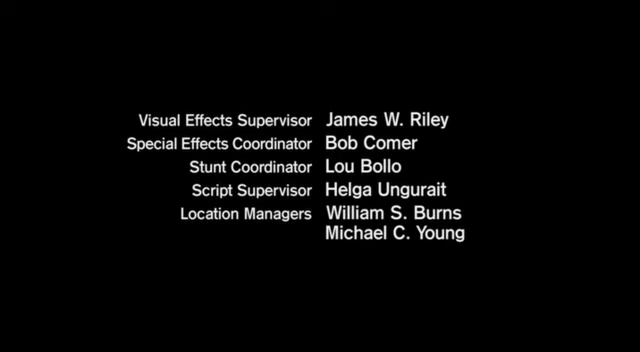 Visual Effects Supervisor James W. Riley
Special Effects Coordinator Bob Comer
Stunt Coordinator Lou Bollo
Script Supervisor Helga Ungurait
Location Managers William S. Burns
Michael C. Young